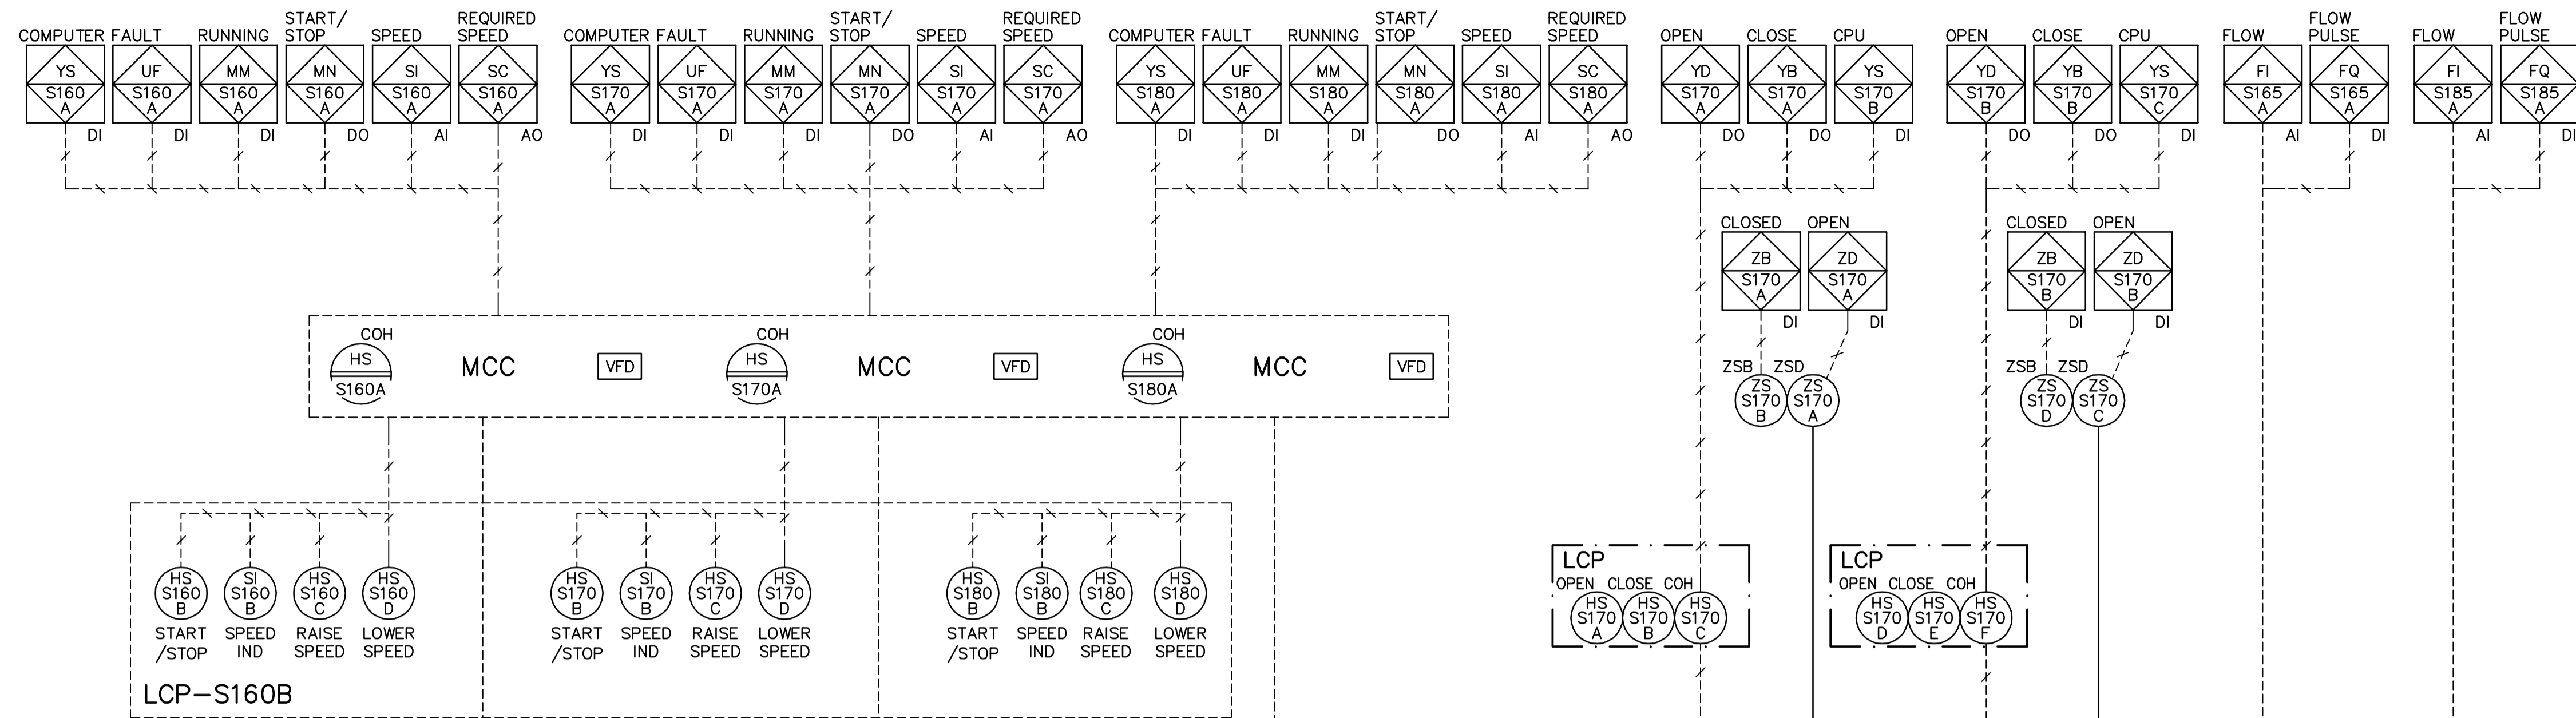 COMPUTER FAULT RUNNING START/ STOP SPEED REQUIRED SPEED
YS UF MM MN SI SC
S160 S160 S160 S160 S160 S160
A A A A A A
DI DI DI DO AI AO
COMPUTER FAULT RUNNING START/ STOP SPEED REQUIRED SPEED
YS UF MM MN SI SC
S170 S170 S170 S170 S170 S170
A A A A A A
DI DI DI DO AI AO
COMPUTER FAULT RUNNING START/ STOP SPEED REQUIRED SPEED
YS UF MM MN SI SC
S180 S180 S180 S180 S180 S180
A A A A A A
DI DI DI DO AI AO
OPEN CLOSE CPU
YD YB YS
S170 S170 S170
A A B
DO DO DI
OPEN CLOSE CPU
YD YB YS
S170 S170 S170
B B C
DO DO DI
FLOW FLOW PULSE
FI FQ
S165 S165
A A
AI DI
FLOW FLOW PULSE
FI FQ
S185 S185
A A
AI DI
CLOSED OPEN
ZB ZD
S170 S170
A A
DI DI
CLOSED OPEN
ZB ZD
S170 S170
B B
DI DI
COH
HS
S160A
MCC
VFD
COH
HS
S170A
MCC
VFD
COH
HS
S180A
MCC
VFD
ZSB ZSD
ZS ZS
S170 S170
B A
ZSB ZSD
ZS ZS
S170 S170
D C
HS SI HS HS
S160 S160 S160 S160
B B C D
START SPEED RAISE LOWER
/STOP IND SPEED SPEED
HS SI HS HS
S170 S170 S170 S170
B B C D
START SPEED RAISE LOWER
/STOP IND SPEED SPEED
HS SI HS HS
S180 S180 S180 S180
B B C D
START SPEED RAISE LOWER
/STOP IND SPEED SPEED
LCP-S160B
LCP
OPEN CLOSE COH
HS HS HS
S170 S170 S170
A B C
LCP
OPEN CLOSE COH
HS HS HS
S170 S170 S170
D E F